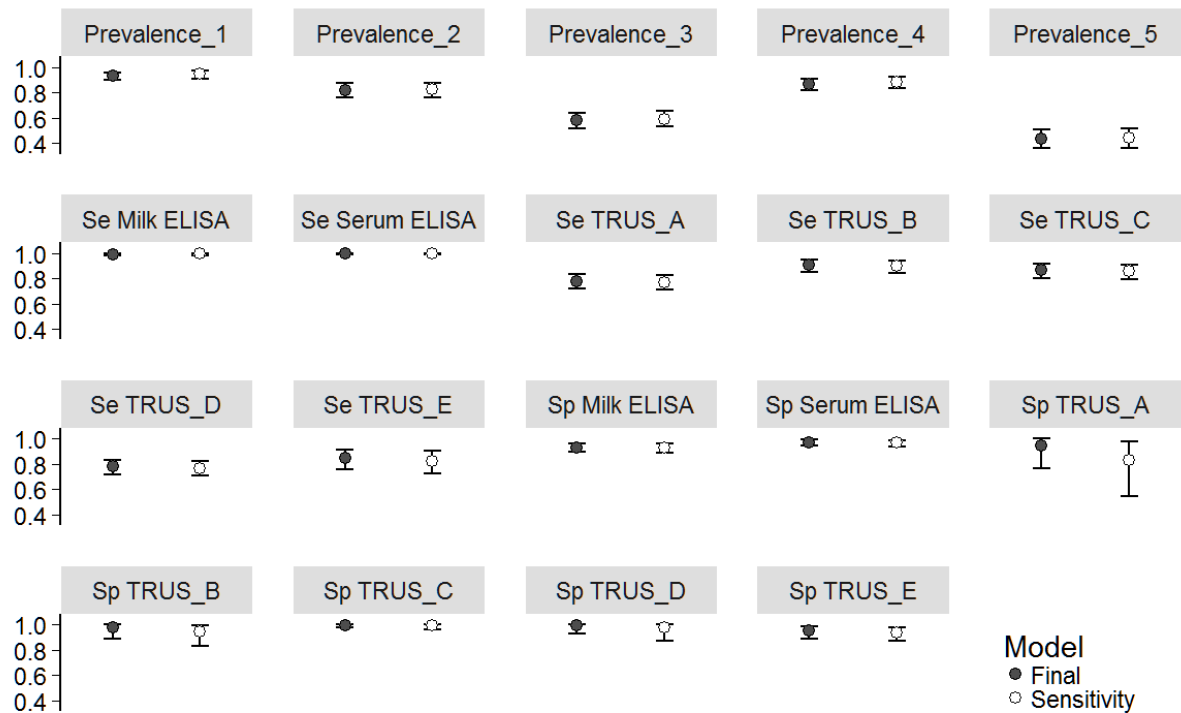 Prevalence_1 Prevalence_2 Prevalence_3 Prevalence_4 Prevalence_5
1.0
0.8
0.6
0.4
Se Milk ELISA Se Serum ELISA Se TRUS_A Se TRUS_B Se TRUS_C
1.0
0.8
0.6
0.4
Se TRUS_D Se TRUS_E Sp Milk ELISA Sp Serum ELISA Sp TRUS_A
1.0
0.8
0.6
0.4
Sp TRUS_B Sp TRUS_C Sp TRUS_D Sp TRUS_E
1.0
0.8
0.6
0.4
Model
Final
Sensitivity